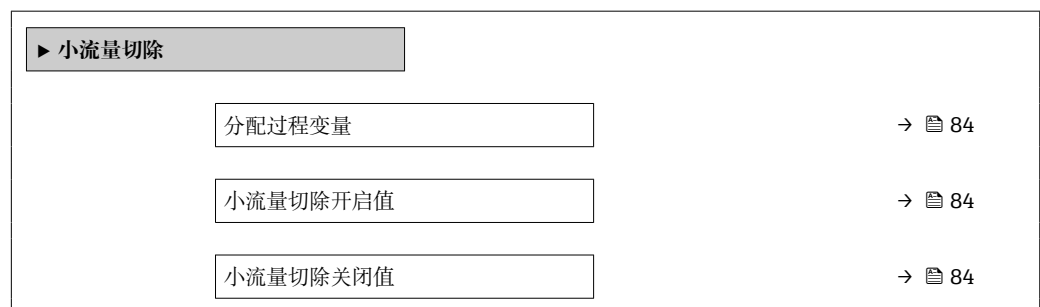 ▶ 小流量切除
分配过程变量 → 84
小流量切除开启值 → 84
小流量切除关闭值 → 84